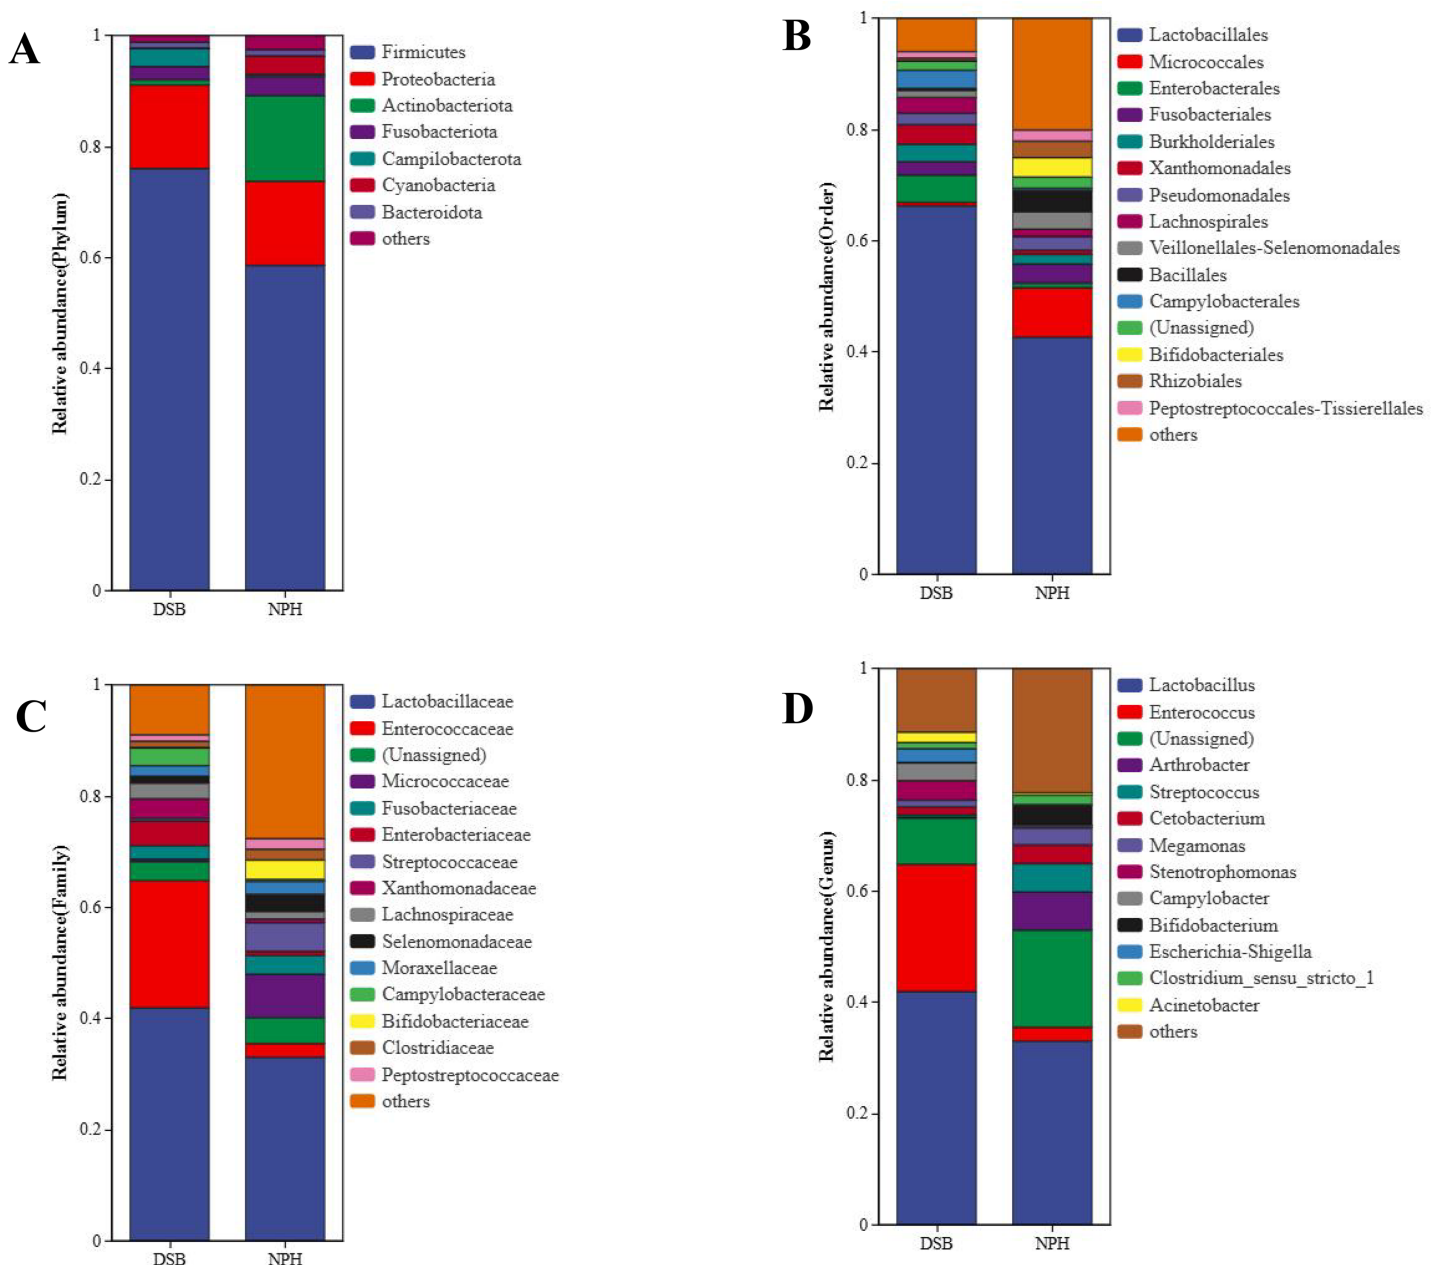 A
Relative abundance(Phylum)
1
0.8
0.6
0.4
0.2
0
DSB
NPH
Firmicutes
Proteobacteria
Actinobacteriota
Fusobacteriota
Campilobacterota
Cyanobacteria
Bacteroidota
others
B
Relative abundance(Order)
1
0.8
0.6
0.4
0.2
0
DSB
NPH
Lactobacillales
Micrococcales
Enterobacterales
Fusobacteriales
Burkholderiales
Xanthomonadales
Pseudomonadales
Lachnospirales
Veillonellales-Selenomonadales
Bacillales
Campylobacterales
(Unassigned)
Bifidobacteriales
Rhizobiales
Peptostreptococcales-Tissierellales
others
C
Relative abundance(Family)
1
0.8
0.6
0.4
0.2
0
DSB
NPH
Lactobacillaceae
Enterococcaceae
(Unassigned)
Micrococcaceae
Fusobacteriaceae
Enterobacteriaceae
Streptococcaceae
Xanthomonadaceae
Lachnospiraceae
Selenomonadaceae
Moraxellaceae
Campylobacteraceae
Bifidobacteriaceae
Clostridiaceae
Peptostreptococcaceae
others
D
Relative abundance(Genus)
1
0.8
0.6
0.4
0.2
0
DSB
NPH
Lactobacillus
Enterococcus
(Unassigned)
Arthrobacter
Streptococcus
Cetobacterium
Megamonas
Stenotrophomonas
Campylobacter
Bifidobacterium
Escherichia-Shigella
Clostridium_sensu_stricto_1
Acinetobacter
others